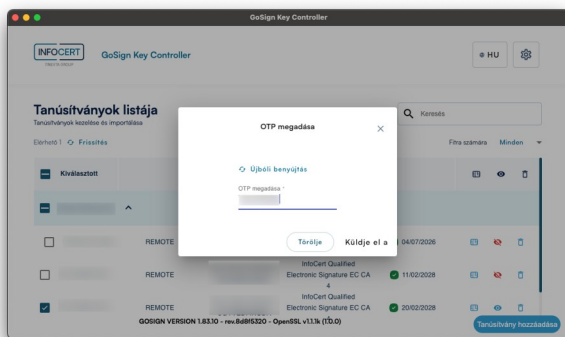 GoSign Key Controller
INFOCERT
GoSign Key Controller
HU
Tanúsítványok listája
Tanúsítványok kezelése és importálása
Keresés
Elérhető 1 Frissítés
Fitra számára Minden
Kiválasztott
OTP megadása
Újbóli benyújtás
OTP megadása *
Törölje Küldje el a
REMOTE 04/07/2026
REMOTE InfoCert Qualified
Electronic Signature EC CA
4 11/02/2028
REMOTE InfoCert Qualified
Electronic Signature EC CA 20/02/2028
GOSIGN VERSION 1.83.10 - rev.8d8f5320 - OpenSSL v1.1.1k (1.0.0)
Tanúsítvány hozzáadása